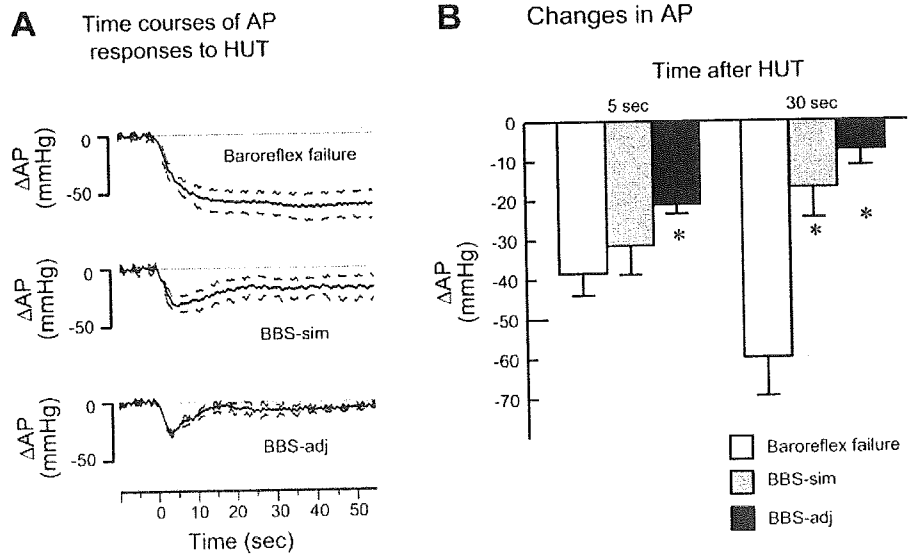 A
Time courses of AP
responses to HUT
0
-50
ΔAP
(mmHg)
Baroreflex failure
0
-50
ΔAP
(mmHg)
BBS-sim
0
-50
ΔAP
(mmHg)
BBS-adj
0 10 20 30 40 50
Time (sec)
B
Changes in AP
Time after HUT
5 sec 30 sec
0
-10
-20
-30
-40
-50
-60
-70
ΔAP
(mmHg)
*
* *
Baroreflex failure
BBS-sim
BBS-adj